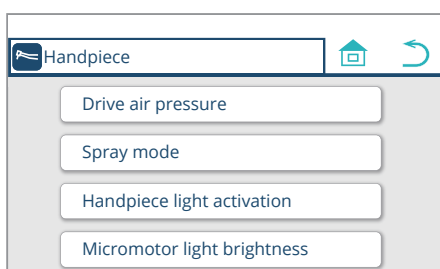 Handpiece
Drive air pressure
Spray mode
Handpiece light activation
Micromotor light brightness